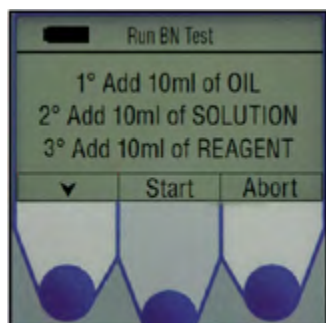 Run BN Test
1° Add 10ml of OIL
2° Add 10ml of SOLUTION
3° Add 10ml of REAGENT
Start Abort